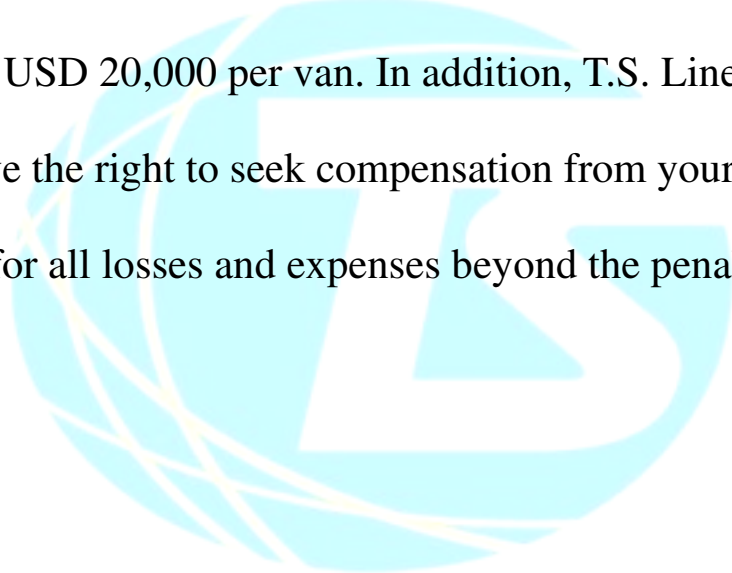 USD 20,000 per van. In addition, T.S. Line
the right to seek compensation from your
for all losses and expenses beyond the
TS